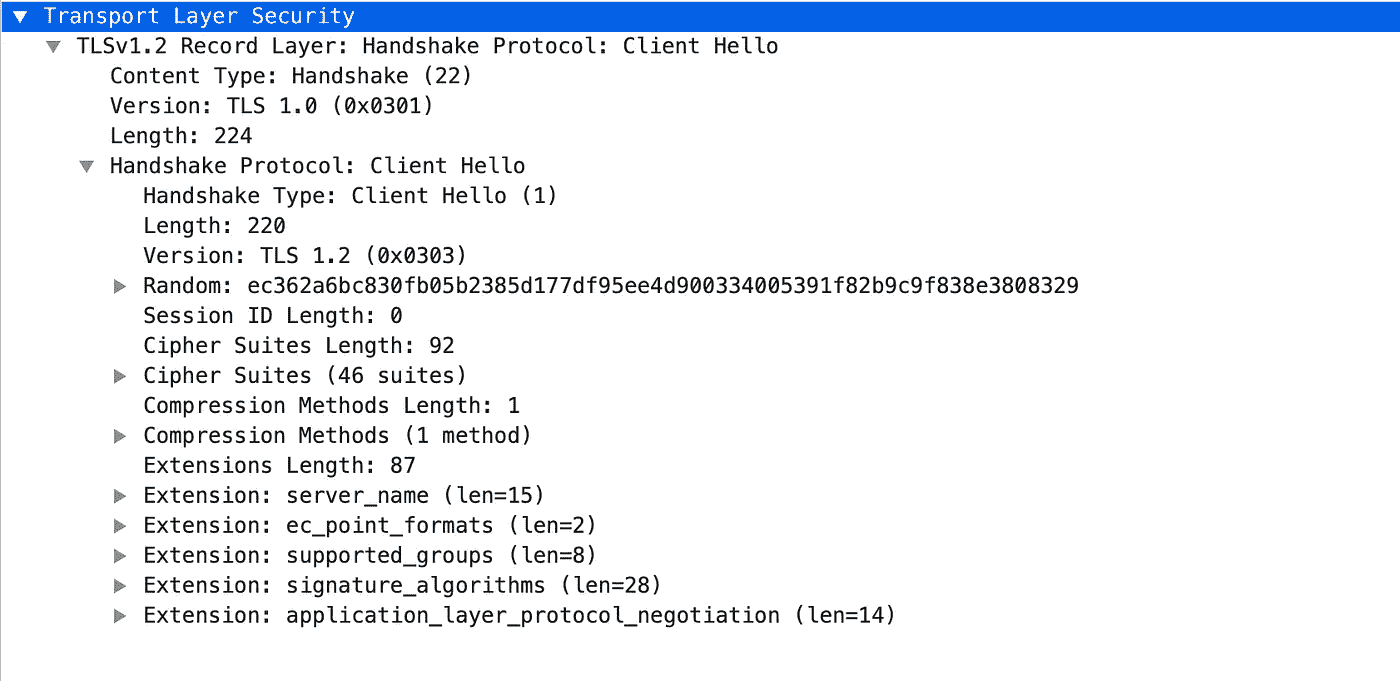 Transport Layer Security
TLSv1.2 Record Layer: Handshake Protocol: Client Hello
Content Type: Handshake (22)
Version: TLS 1.0 (0x0301)
Length: 224
Handshake Protocol: Client Hello
Handshake Type: Client Hello (1)
Length: 220
Version: TLS 1.2 (0x0303)
Random: ec362a6bc830fb05b2385d177df95ee4d900334005391f82b9c9f838e3808329
Session ID Length: 0
Cipher Suites Length: 92
Cipher Suites (46 suites)
Compression Methods Length: 1
Compression Methods (1 method)
Extensions Length: 87
Extension: server_name (len=15)
Extension: ec_point_formats (len=2)
Extension: supported_groups (len=8)
Extension: signature_algorithms (len=28)
Extension: application_layer_protocol_negotiation (len=14)